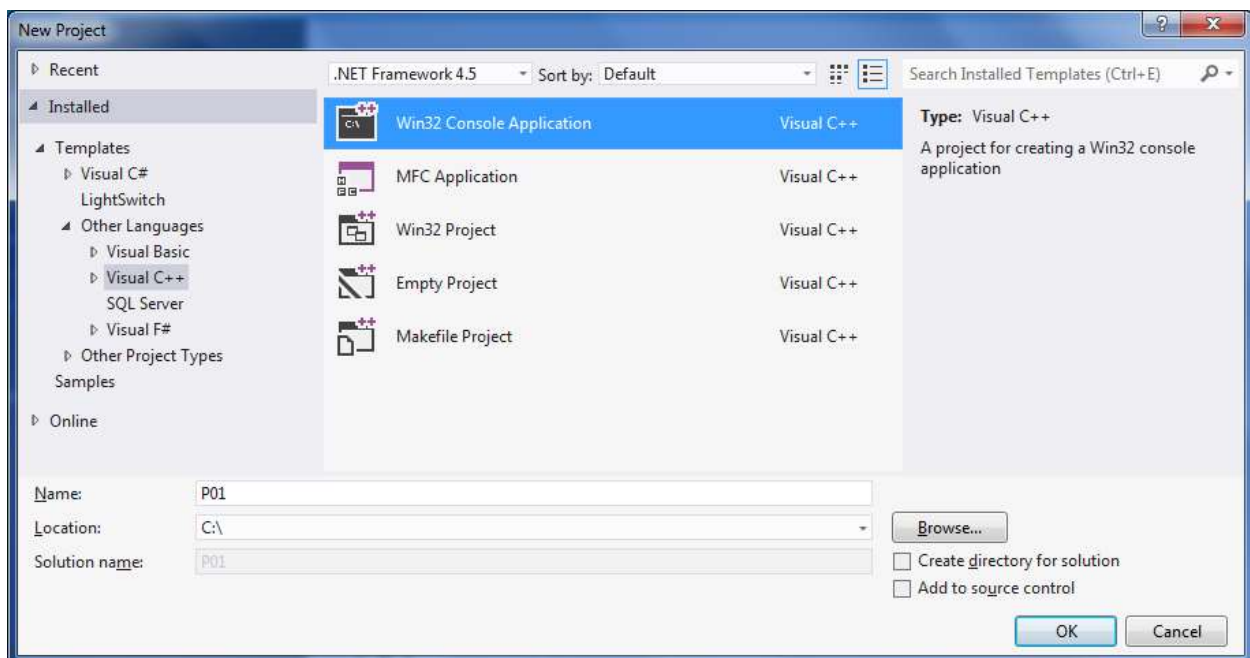 New Project
Recent
Installed
Templates
Visual C#
LightSwitch
Other Languages
Visual Basic
Visual C++
SQL Server
Visual F#
Other Project Types
Samples
Online
.NET Framework 4.5 Sort by: Default
Win32 Console Application Visual C++
MFC Application Visual C++
Win32 Project Visual C++
Empty Project Visual C++
Makefile Project Visual C++
Search Installed Templates (Ctrl+E)
Type: Visual C++
A project for creating a Win32 console
application
Name: P01
Location: C:\
Browse...
Solution name: P01
Create directory for solution
Add to source control
OK Cancel